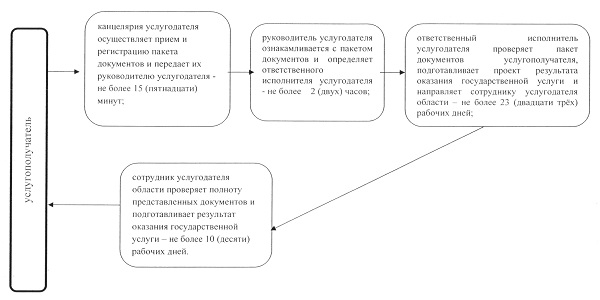 услугополучатель
канцелярия услугодателя
осуществляет прием и
регистрацию пакета
документов и передает их
руководителю услугодателя -
не более 15 (пятнадцати)
минут;
руководитель услугодателя
ознакамливается с пакетом
документов и определяет
ответственного
исполнителя услугодателя
- не более 2 (двух) часов;
ответственный исполнитель
услугодателя проверяет пакет
документов услугополучателя,
подготавливает проект результата
оказания государственной услуги и
направляет сотруднику услугодателя
области – не более 23 (двадцати трёх)
рабочих дней;
сотрудник услугодателя
области проверяет полноту
представленных документов и
подготавливает результат
оказания государственной
услуги – не более 10 (десяти)
рабочих дней.